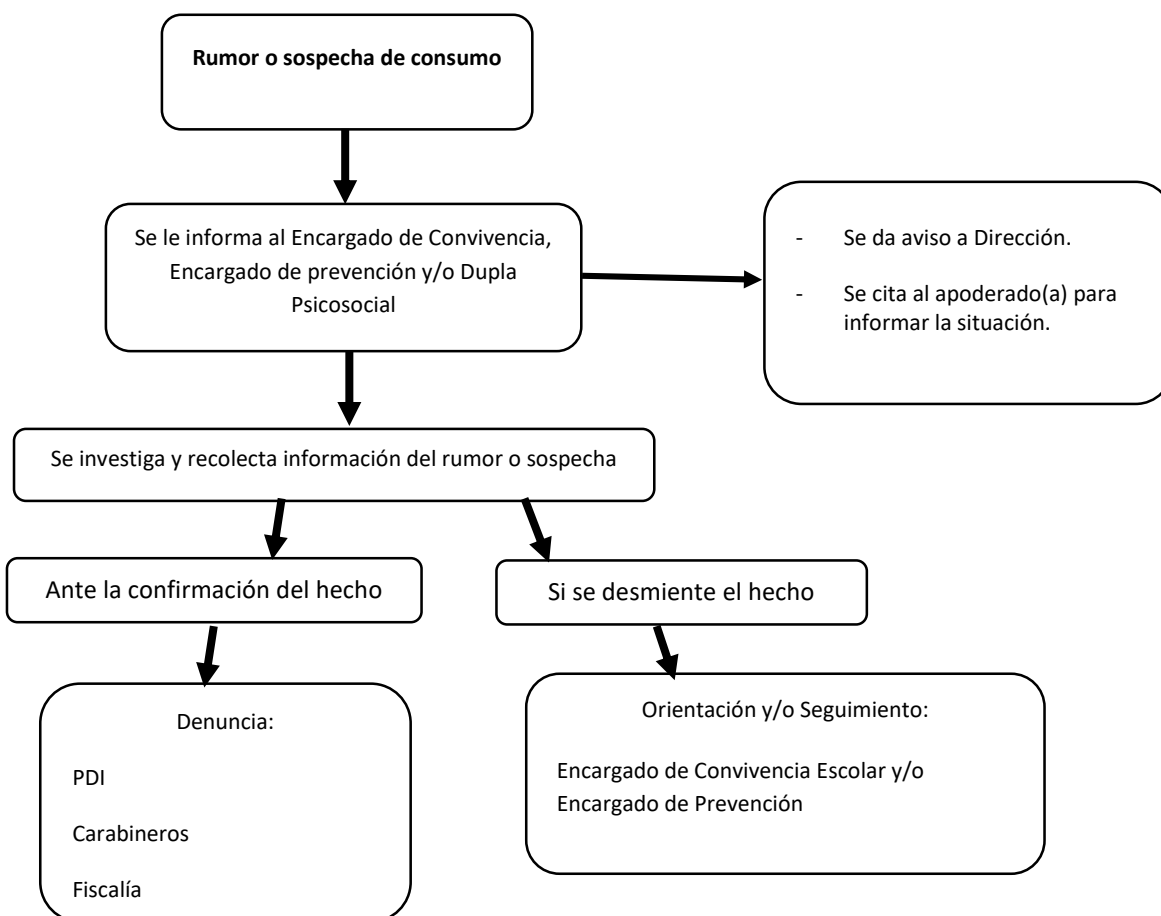 Rumor o sospecha de consumo
Se le informa al Encargado de Convivencia,
Encargado de prevención y/o Dupla
Psicosocial
- Se da aviso a Dirección.
- Se cita al apoderado(a) para
informar la situación.
Se investiga y recolecta información del rumor o sospecha
Ante la confirmación del hecho
Si se desmiente el hecho
Denuncia:
PDI
Carabineros
Fiscalía
Orientación y/o Seguimiento:
Encargado de Convivencia Escolar y/o
Encargado de Prevención